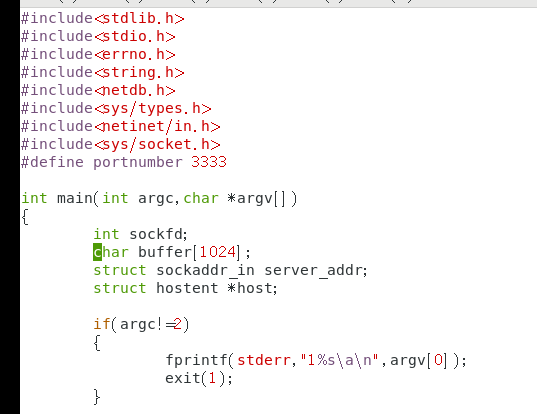 #include<stdlib.h>
#include<stdio.h>
#include<errno.h>
#include<string.h>
#include<netdb.h>
#include<sys/types.h>
#include<netinet/in.h>
#include<sys/socket.h>
#define portnumber 3333
int main(int argc,char *argv[])
{
int sockfd;
char buffer[1024];
struct sockaddr_in server_addr;
struct hostent *host;
if(argc!=2)
{
fprintf(stderr,"1%s\a\n",argv[0]);
exit(1);
}